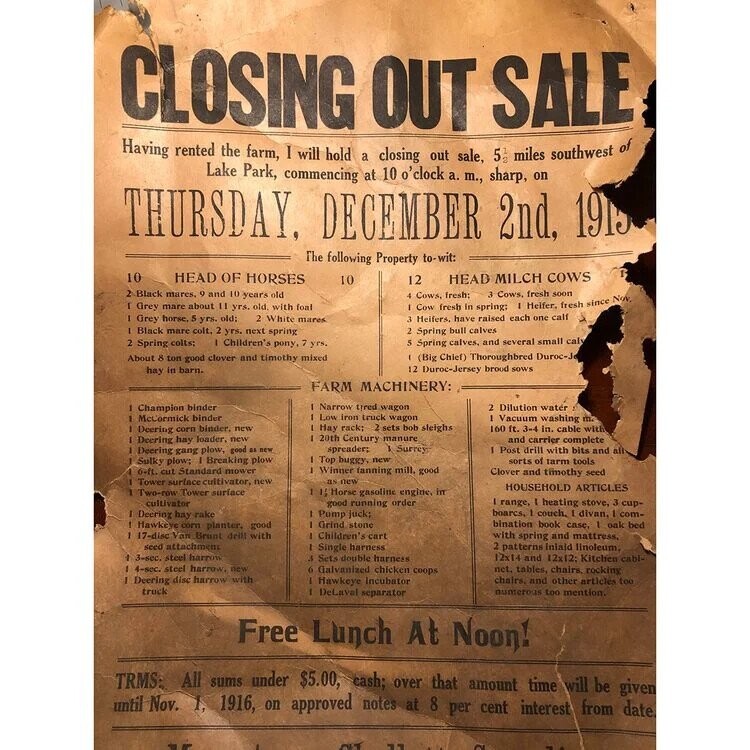 CLOSING OUT SALE
Having rented the farm, I will hold a closing out sale, 5½ miles southwest of
Lake Park, commencing at 10 o'clock a. m., sharp, on
THURSDAY, DECEMBER 2nd, 1915
The following Property to-wit:
10 HEAD OF HORSES 10
2 Black mares, 9 and 10 years old
1 Grey mare about 11 yrs. old, with foal
1 Grey horse, 5 yrs. old; 2 White mares
1 Black mare colt, 2 yrs. next spring
2 Spring colts; 1 Children's pony, 7 yrs.
About 8 ton good clover and timothy mixed
hay in barn.
12 HEAD MILCH COWS
4 Cows, fresh; 3 Cows, fresh soon
1 Cow fresh in spring; 1 Heifer, fresh since Nov.
3 Heifers, have raised each one calf
2 Spring bull calves
5 Spring calves, and several small
1 (Big Chief) Thoroughbred
12 Duroc-Jersey brood sows
FARM MACHINERY:
1 Champion binder
1 McCormick binder
1 Deering corn binder, new
1 Deering hay loader, new
1 Deering gang plow, good as new
1 Sulky plow; 1 Breaking plow
1 6-ft. cut Standard mower
1 Tower surface cultivator, new
1 Two-row Tower surface
cultivator
1 Deering hay rake
1 Hawkeye corn planter, good
1 17-disc Van Brunt drill with
seed attachment
1 3-sec. steel harrow
1 4-sec. steel harrow, new
1 Deering disc harrow with
truck
1 Narrow tired wagon
1 Low iron truck wagon
1 Hay rack; 2 sets bob sleighs
1 20th Century manure
spreader; 1 Surrey
1 Top buggy, new
1 Winner fanning mill, good
as new
1½ Horse gasoline engine, in
good running order
1 Pump jack;
1 Grind stone
1 Children's cart
1 Single harness
3 Sets double harness
6 Galvanized chicken coops
1 Hawkeye incubator
1 DeLaval separator
2 Dilution water
1 Vacuum washing
160 ft. 3-4 in. cable with
and carrier complete
1 Post drill with bits and all
sorts of farm tools
Clover and timothy seed
HOUSEHOLD ARTICLES
1 range, 1 heating stove, 3 cup-
boarcs, 1 couch, 1 divan, 1 com-
bination book case, 1 oak bed
with spring and mattress,
2 patterns inlaid linoleum,
12x14 and 12x12; Kitchen cabi-
net, tables, chairs, rocking
chairs, and other articles too
numerous too mention.
Free Lunch At Noon!
TRMS: All sums under $5.00, cash; over that amount time will be given
until Nov. 1, 1916, on approved notes at 8 per cent interest from date.